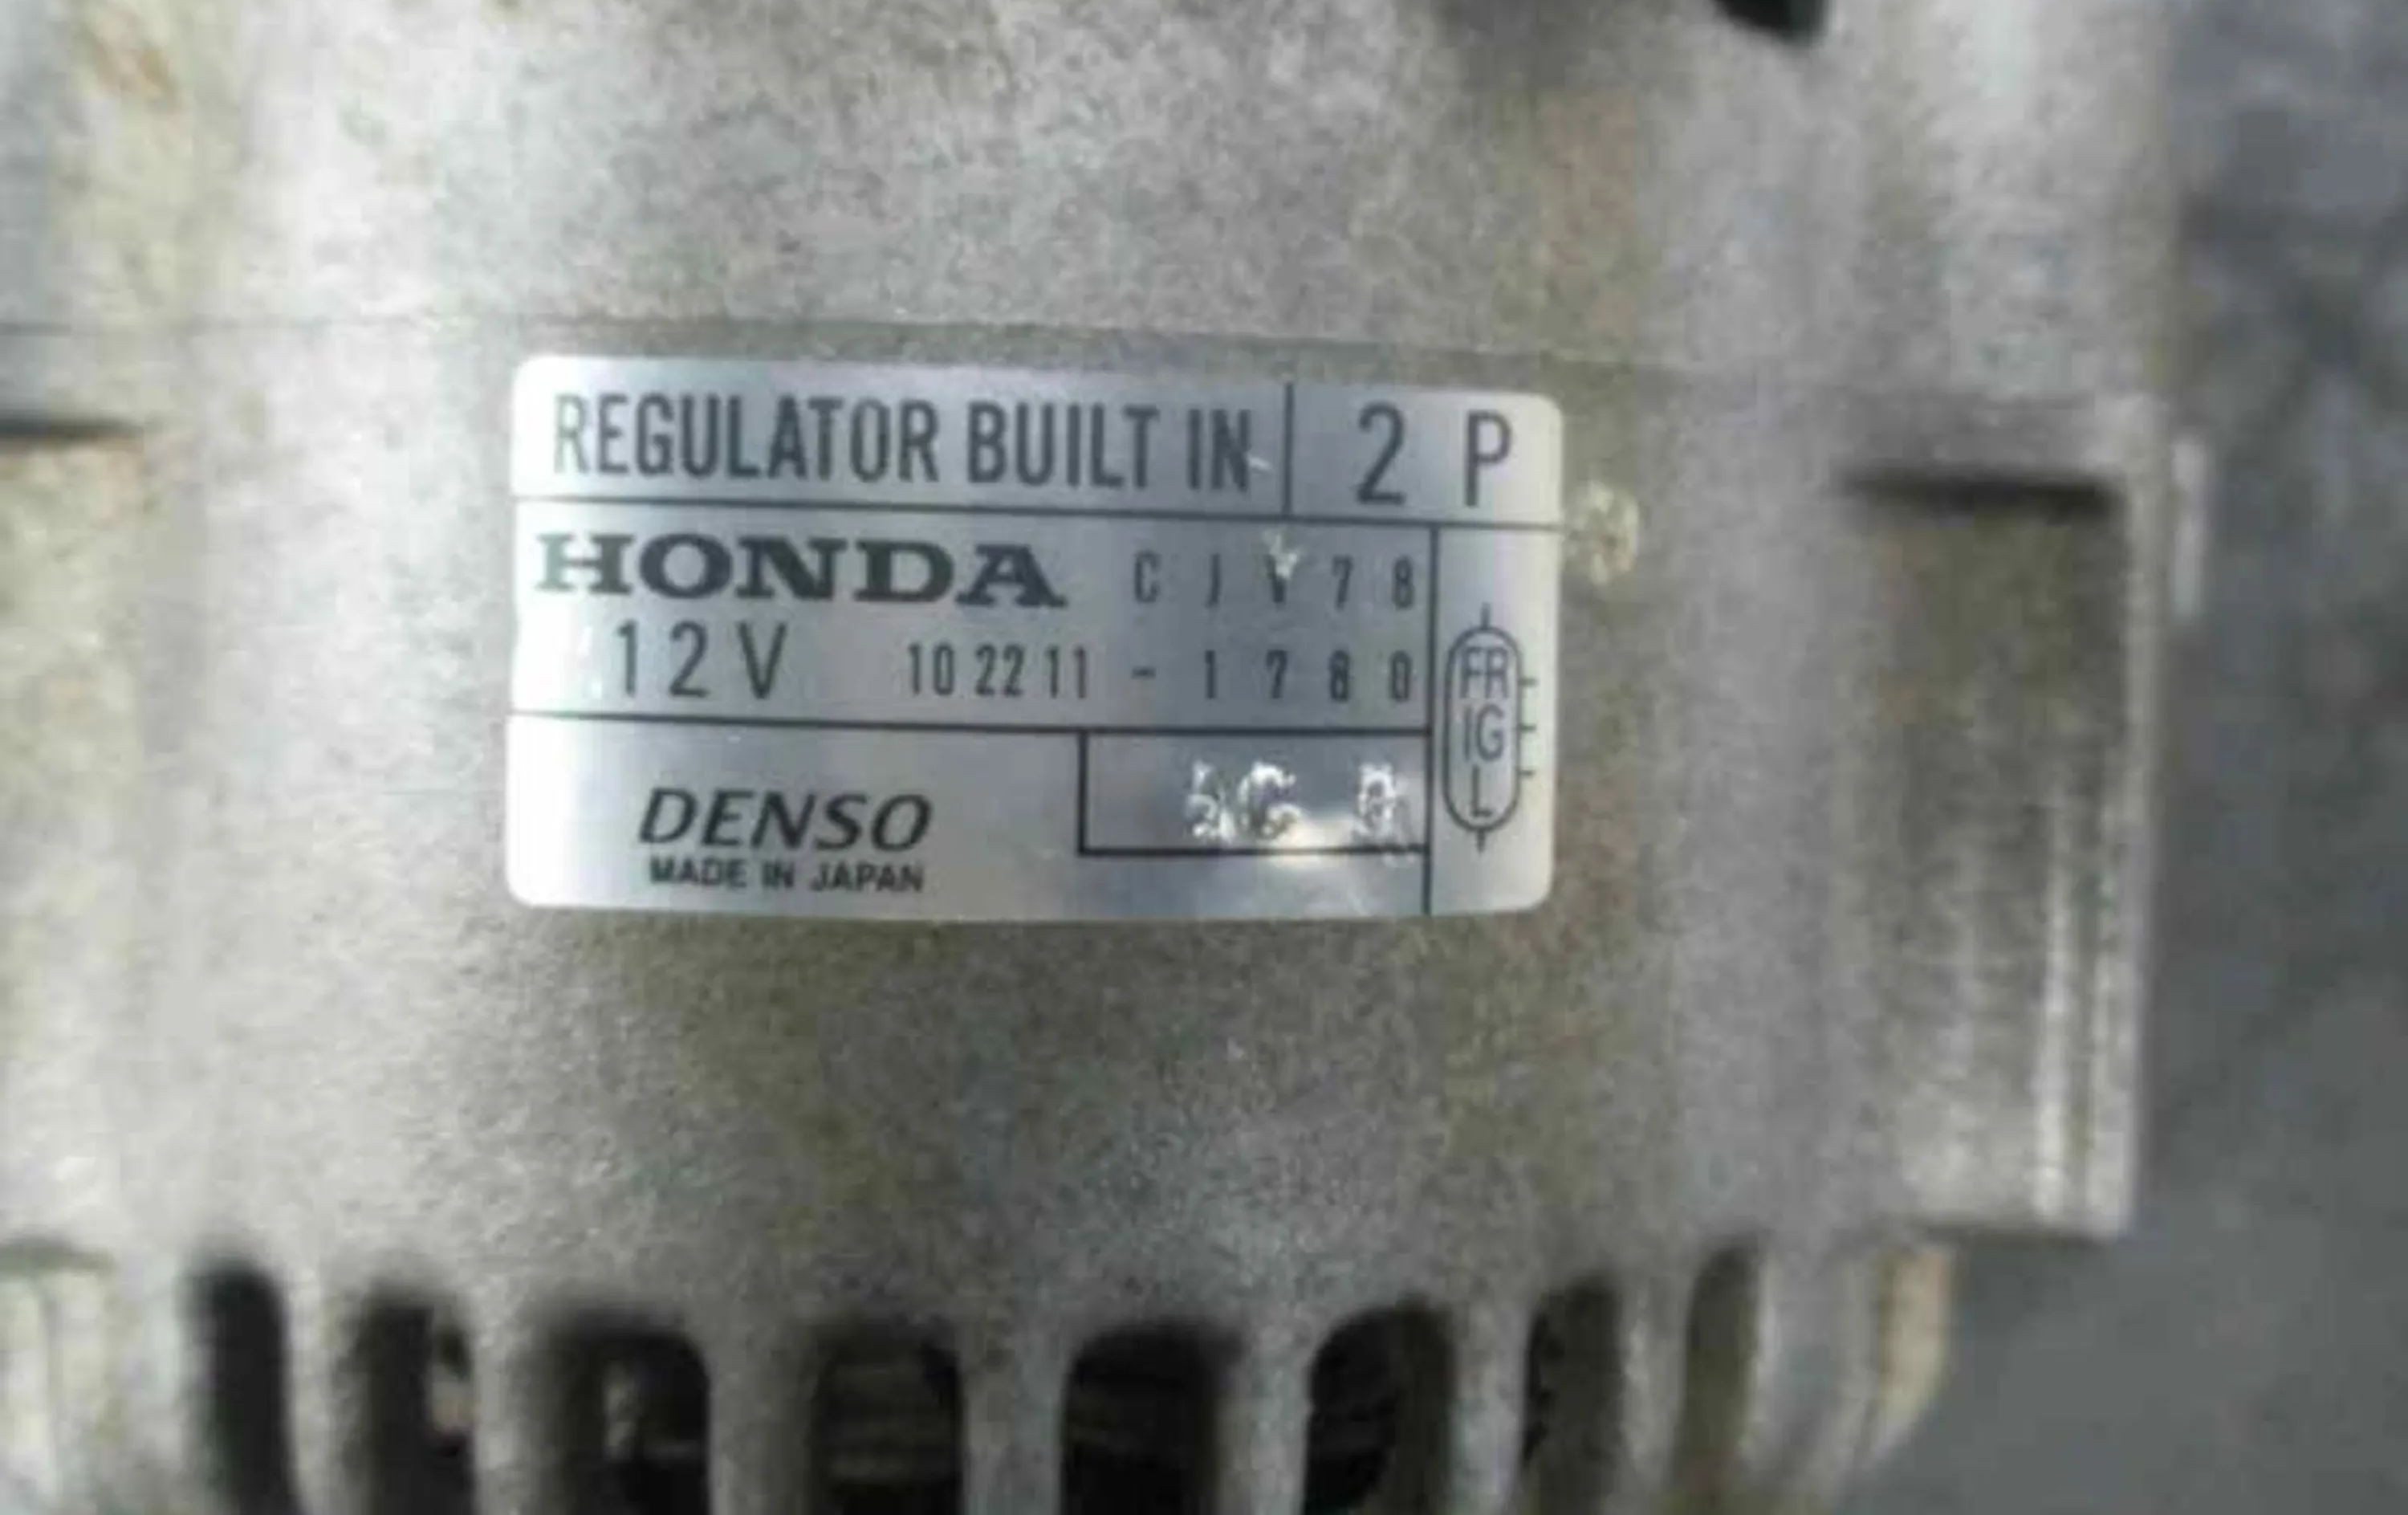 REGULATOR BUILT IN 2 P
HONDA CJV78
12V 102211-1780
FR
IG
L
DENSO
MADE IN JAPAN